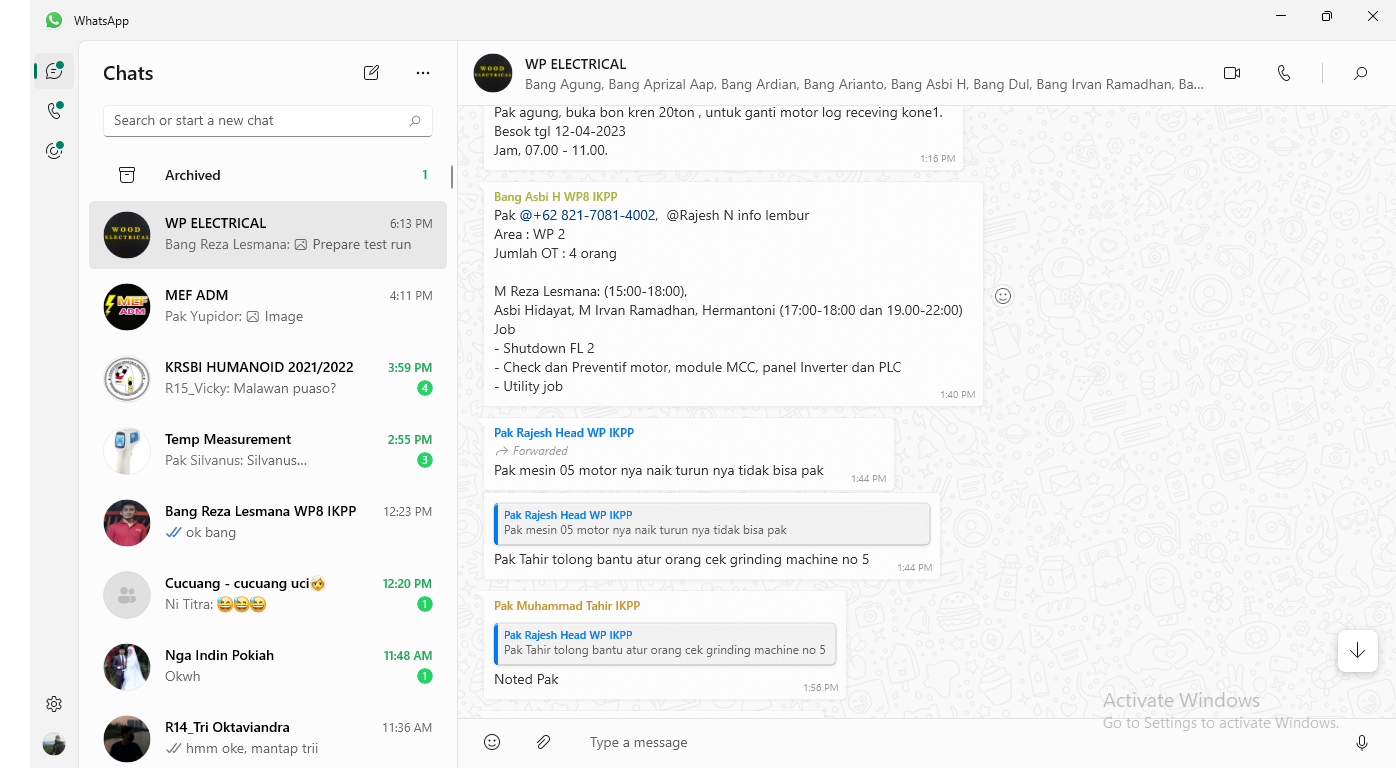 WhatsApp
Chats
Search or start a new chat
Archived
1
WP ELECTRICAL
6:13 PM
Bang Reza Lesmana: Prepare test run
MEF ADM
4:11 PM
Pak Yupidor: Image
KRSBI HUMANOID 2021/2022
3:59 PM
R15_Vicky: Malawan puaso?
4
Temp Measurement
2:55 PM
Pak Silvanus: Silvanus...
3
Bang Reza Lesmana WP8 IKPP
12:23 PM
ok bang
Cucuang - cucuang uci🤣
12:20 PM
Ni Titra: 😅😅😅
1
Nga Indin Pokiah
11:48 AM
Okwh
1
R14_Tri Oktaviandra
11:36 AM
hmm oke, mantap trii
WOOD
ELECTRICAL
WOOD
ELECTRICAL
MEF
ADM
WP ELECTRICAL
Bang Agung, Bang Aprizal Aap, Bang Ardian, Bang Arianto, Bang Asbi H, Bang Dul, Bang Irvan Ramadhan, Ba...
Pak agung, buka bon kren 20ton , untuk ganti motor log receving kone1.
Besok tgl 12-04-2023
Jam, 07.00 - 11.00.
1:16 PM
Bang Asbi H WP8 IKPP
Pak @+62 821-7081-4002, @Rajesh N info lembur
Area : WP 2
Jumlah OT : 4 orang
M Reza Lesmana: (15:00-18:00),
Asbi Hidayat, M Irvan Ramadhan, Hermantoni (17:00-18:00 dan 19.00-22:00)
Job
- Shutdown FL 2
- Check dan Preventif motor, module MCC, panel Inverter dan PLC
- Utility job
1:40 PM
Pak Rajesh Head WP IKPP
Forwarded
Pak mesin 05 motor nya naik turun nya tidak bisa pak
1:44 PM
Pak Rajesh Head WP IKPP
Pak mesin 05 motor nya naik turun nya tidak bisa pak
Pak Tahir tolong bantu atur orang cek grinding machine no 5
1:44 PM
Pak Muhammad Tahir IKPP
Pak Rajesh Head WP IKPP
Pak Tahir tolong bantu atur orang cek grinding machine no 5
Noted Pak
1:56 PM
Activate Windows
Go to Settings to activate Windows.
Type a message